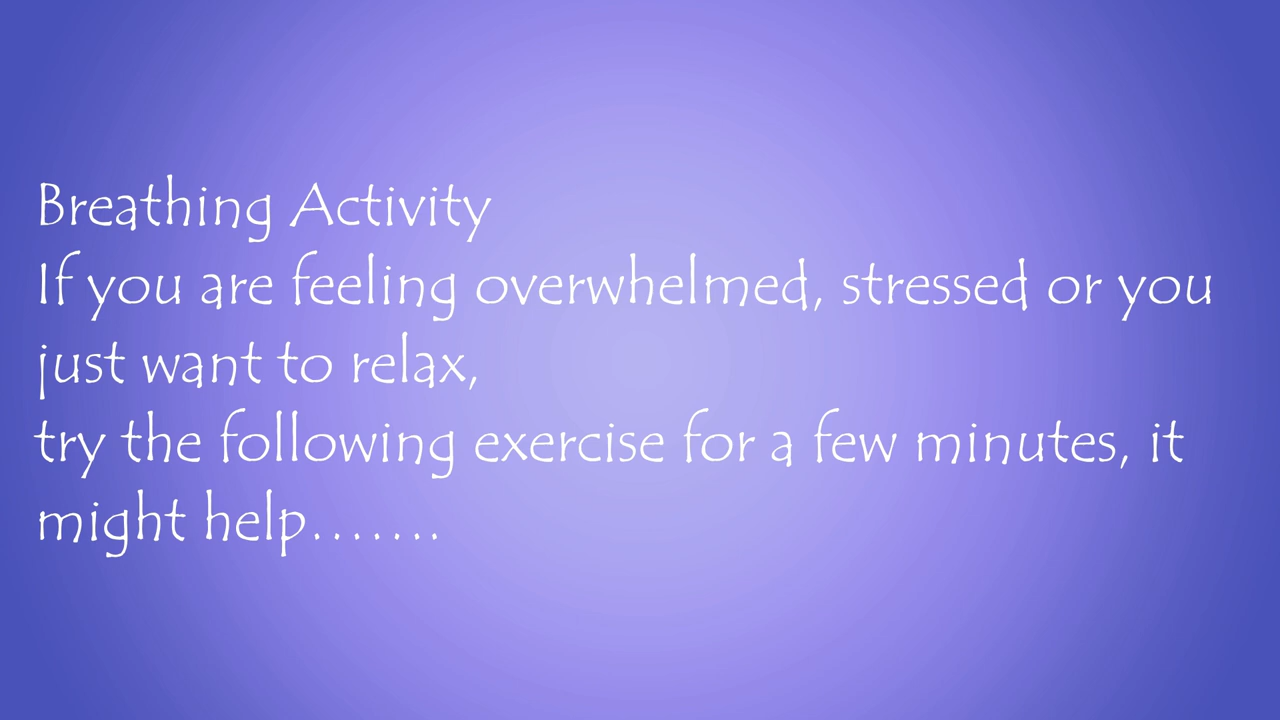 Breathing Activity
If you are feeling overwhelmed, stressed or you
just want to relax,
try the following exercise for a few minutes, it
might help…….